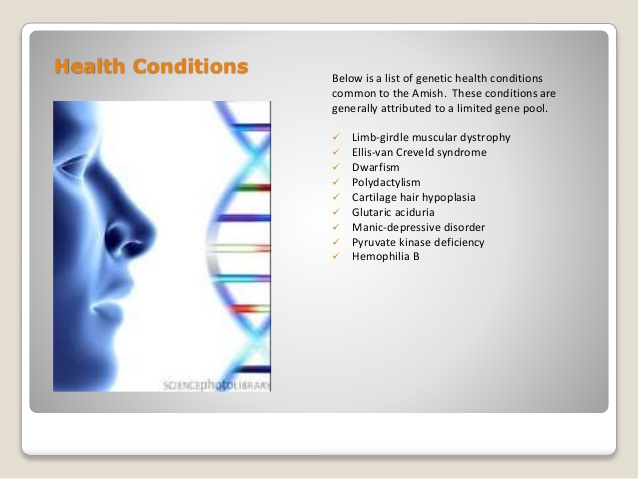 Health Conditions
Below is a list of genetic health conditions
common to the Amish. These conditions are
generally attributed to a limited gene pool.
✓ Limb-girdle muscular dystrophy
✓ Ellis-van Creveld syndrome
✓ Dwarfism
✓ Polydactylism
✓ Cartilage hair hypoplasia
✓ Glutaric aciduria
✓ Manic-depressive disorder
✓ Pyruvate kinase deficiency
✓ Hemophilia B
SCIENCEphotoLIBRARY